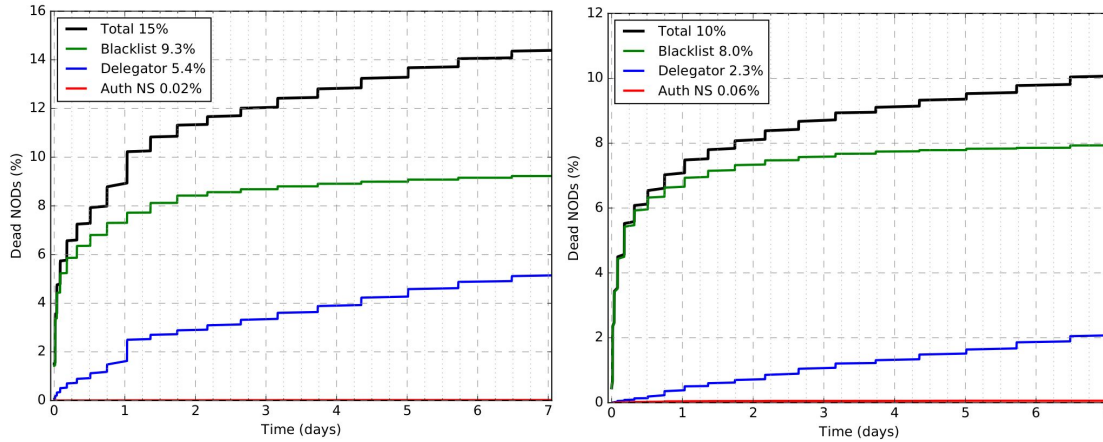 16
14
12
10
8
6
4
2
0
Dead NODs (%)
Total 15%
Blacklist 9.3%
Delegator 5.4%
Auth NS 0.02%
0 1 2 3 4 5 6 7
Time (days)
12
10
8
6
4
2
0
Dead NODs (%)
Total 10%
Blacklist 8.0%
Delegator 2.3%
Auth NS 0.06%
0 1 2 3 4 5 6
Time (days)